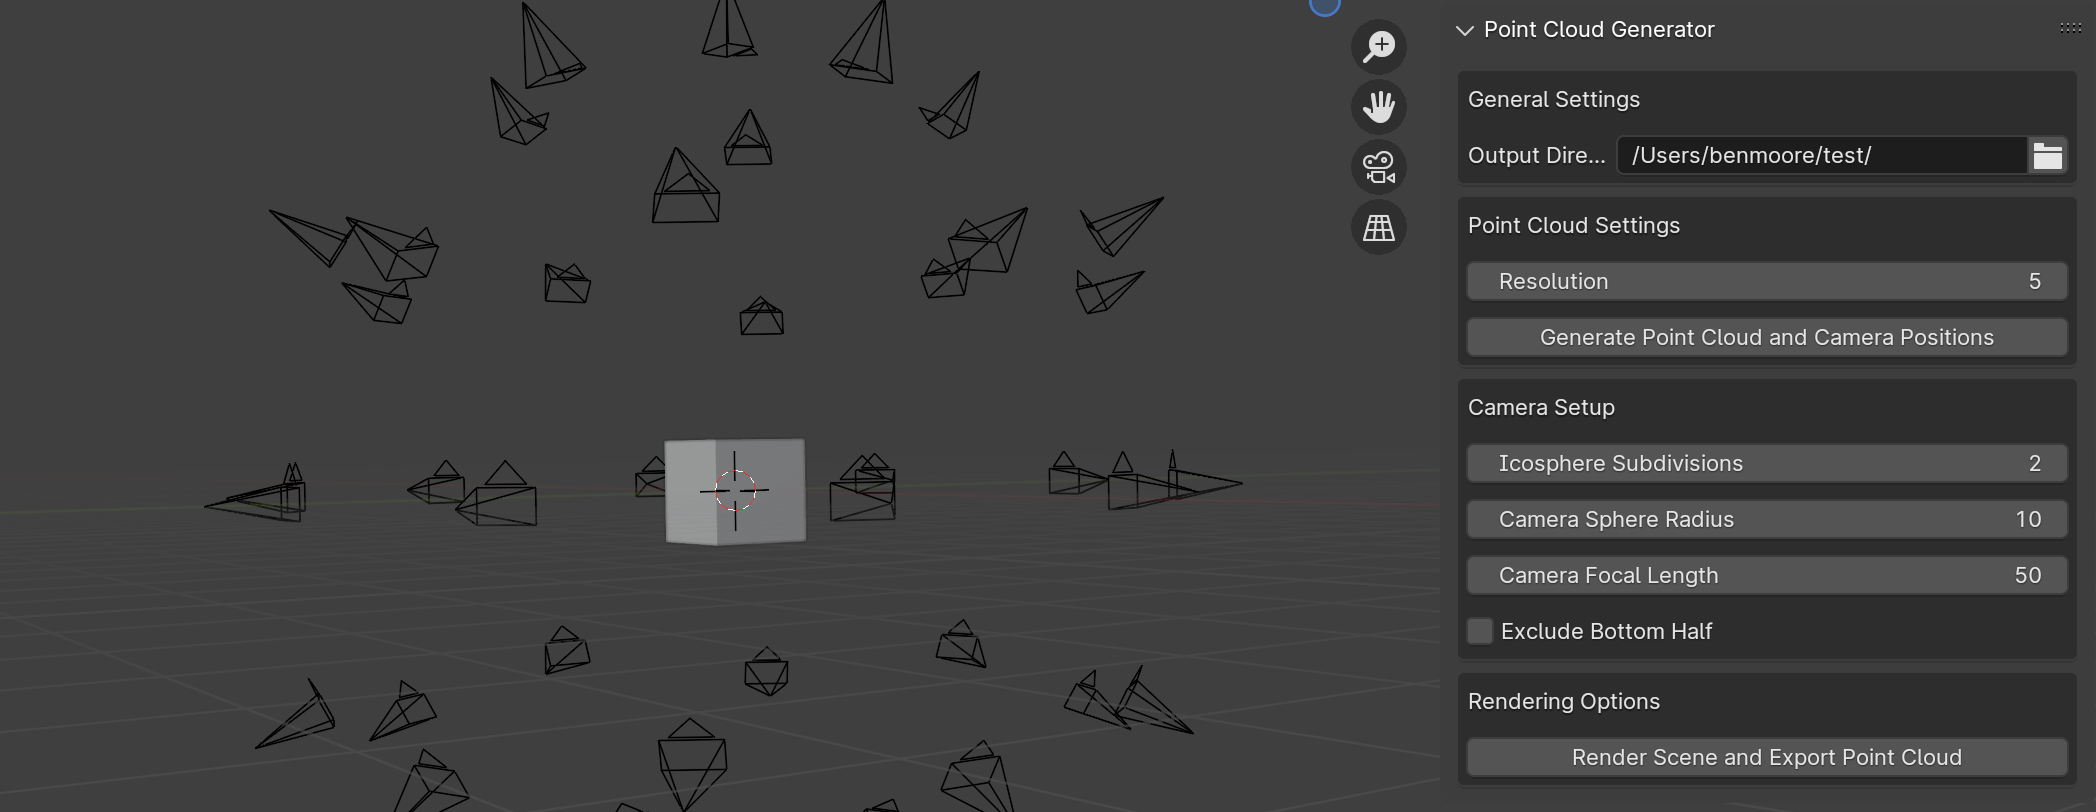 Point Cloud Generator
General Settings
Output Dire... /Users/benmoore/test/
Point Cloud Settings
Resolution 5
Generate Point Cloud and Camera Positions
Camera Setup
Icosphere Subdivisions 2
Camera Sphere Radius 10
Camera Focal Length 50
Exclude Bottom Half
Rendering Options
Render Scene and Export Point Cloud